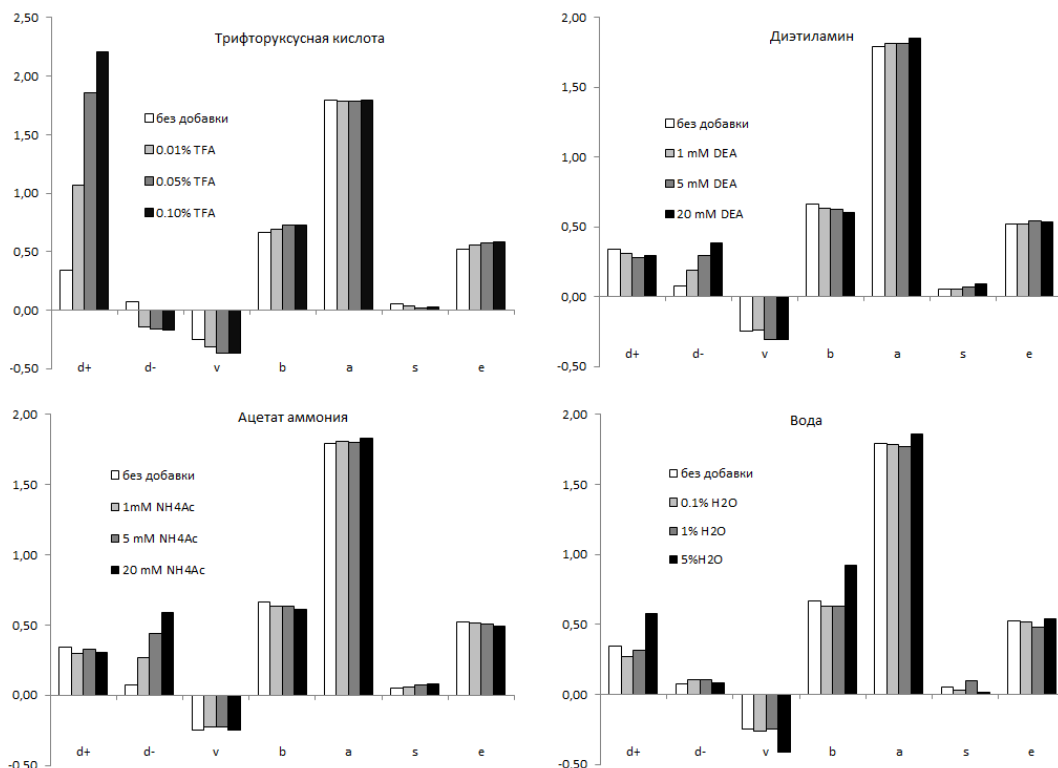 Трифторуксусная кислота
2,50
2,00
1,50
1,00
0,50
0,00
-0,50
без добавки
0.01% TFA
0.05% TFA
0.10% TFA
d+ d- v b a s e
Диэтиламин
2,00
1,50
1,00
0,50
0,00
-0,50
без добавки
1 mM DEA
5 mM DEA
20 mM DEA
d+ d- v b a s e
Ацетат аммония
2,00
1,50
1,00
0,50
0,00
-0,50
без добавки
1mM NH4Ac
5 mM NH4Ac
20 mM NH4Ac
d+ d- v b a s e
Вода
2,00
1,50
1,00
0,50
0,00
-0,50
без добавки
0.1% H2O
1% H2O
5%H2O
d+ d- v b a s e